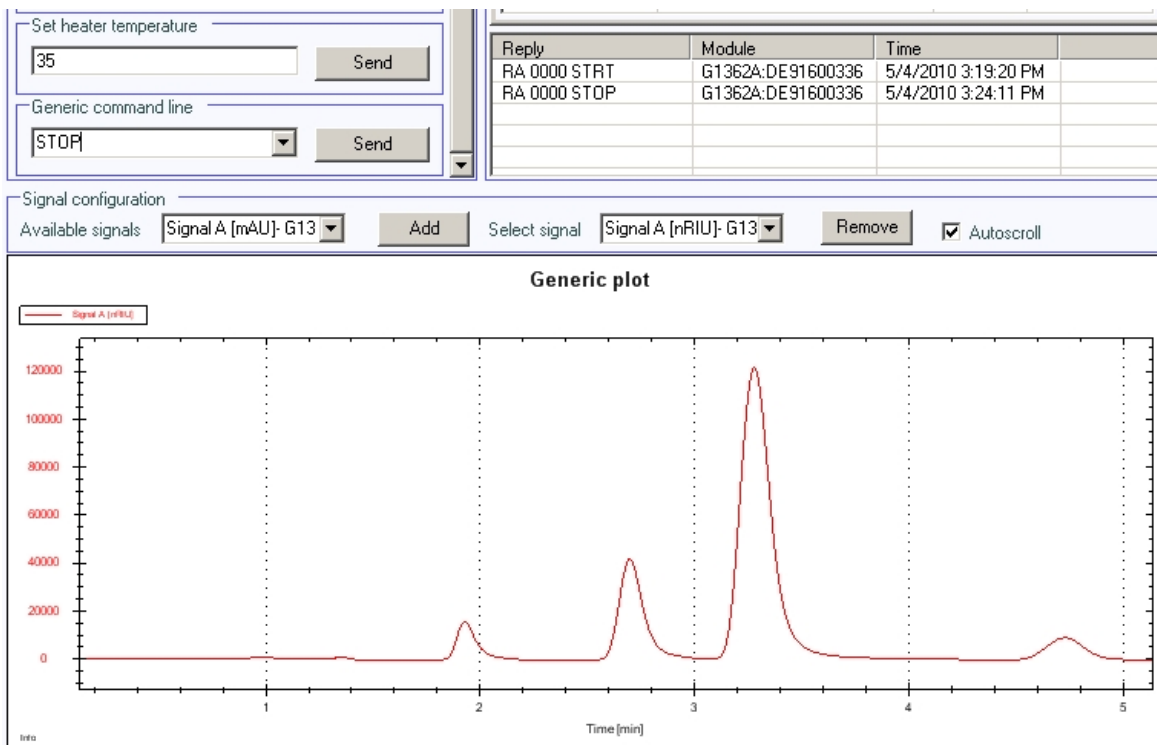 Set heater temperature
35
Send
Generic command line
STOP
Send
Reply Module Time
RA 0000 STRT G1362A:DE91600336 5/4/2010 3:19:20 PM
RA 0000 STOP G1362A:DE91600336 5/4/2010 3:24:11 PM
Signal configuration
Available signals Signal A [mAU]- G13 Add Select signal Signal A [nRIU]- G13 Remove Autoscroll
Generic plot
Signal A [nRIU]
120000
100000
80000
60000
40000
20000
0
1 2 3 4 5
Time [min]
Info